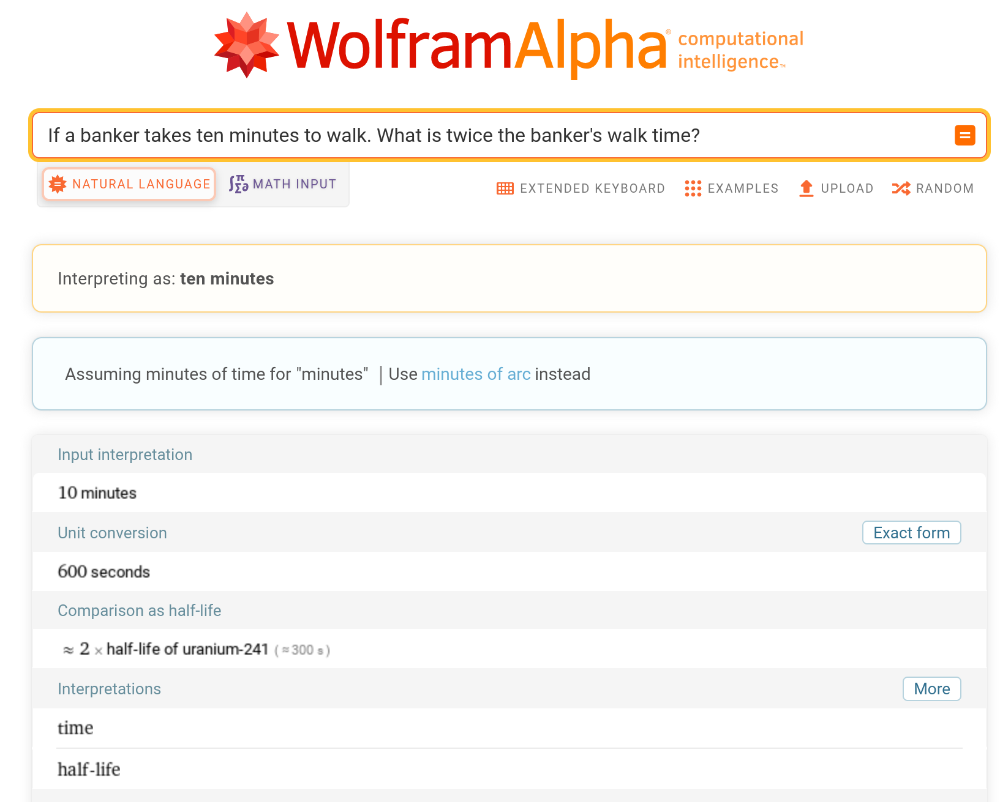 WolframAlpha® computational intelligence™
If a banker takes ten minutes to walk. What is twice the banker's walk time?
NATURAL LANGUAGE MATH INPUT EXTENDED KEYBOARD EXAMPLES UPLOAD RANDOM
Interpreting as: ten minutes
Assuming minutes of time for "minutes" | Use minutes of arc instead
Input interpretation
10 minutes
Unit conversion Exact form
600 seconds
Comparison as half-life
≈ 2 × half-life of uranium-241 ( ≈ 300 s )
Interpretations More
time
half-life